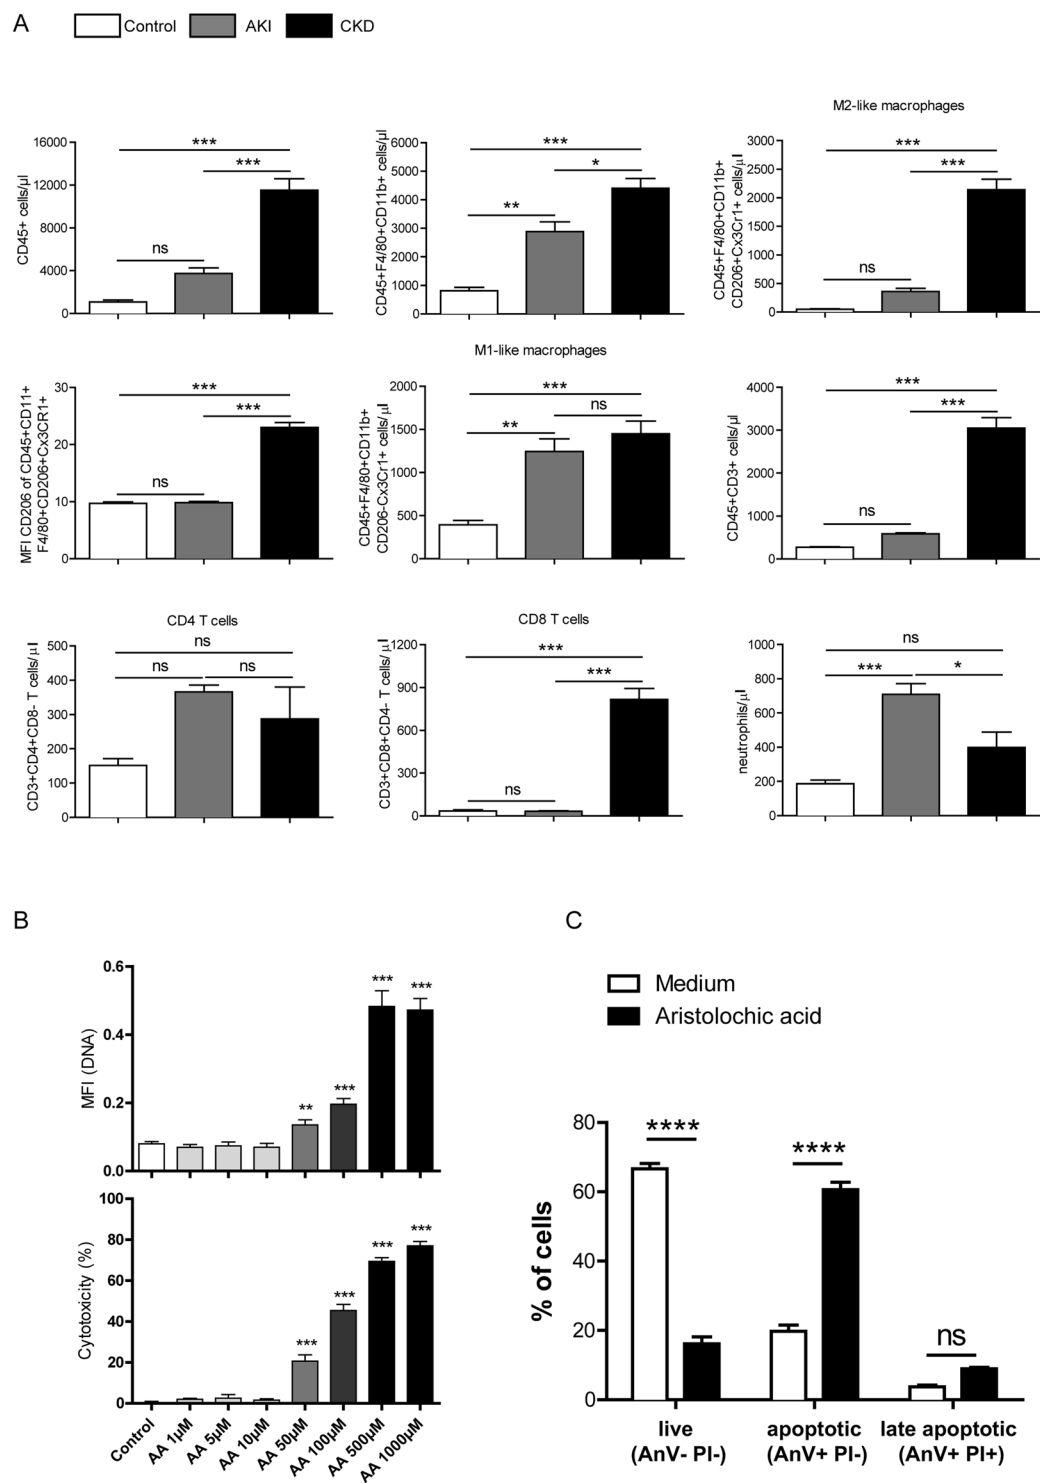 A
Control AKI CKD
CD45+ cells/µl
16000
12000
8000
4000
0
***
***
ns
CD45+F4/80+CD11b+ cells/µl
6000
5000
4000
3000
2000
1000
0
***
*
**
M2-like macrophages
CD45+F4/80+CD11b+
CD206+Cx3Cr1+ cells/µl
3000
2500
2000
1500
1000
500
0
***
***
ns
MFI CD206 of CD45+CD11+
F4/80+CD206+Cx3CR1+
30
20
10
0
***
***
ns
M1-like macrophages
CD45+F4/80+CD11b+
CD206-Cx3Cr1+ cells/µl
2000
1500
1000
500
0
***
ns
**
CD45+CD3+ cells/µl
4000
3000
2000
1000
0
***
***
ns
CD4 T cells
CD3+CD4+CD8- T cells/µl
500
400
300
200
100
0
ns
ns ns
CD8 T cells
CD3+CD8+CD4- T cells/µl
1200
900
600
300
0
***
***
ns
neutrophils/µl
1000
800
600
400
200
0
ns
*** *
B
MFI (DNA)
0.6
0.4
0.2
0.0
** *** *** ***
Cytotoxicity (%)
100
80
60
40
20
0
*** *** *** ***
Control AA 1µM AA 5µM AA 10µM AA 50µM AA 100µM AA 500µM AA 1000µM
C
Medium
Aristolochic acid
% of cells
80
60
40
20
0
**** **** ns
live apoptotic late apoptotic
(AnV- PI-) (AnV+ PI-) (AnV+ PI+)